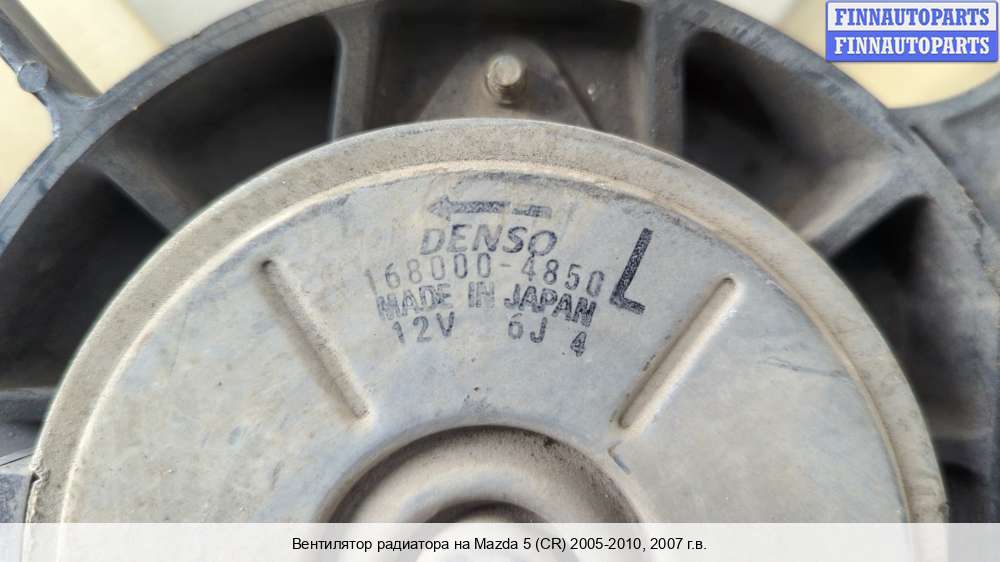 FINNAUTOPARTS
FINNAUTOPARTS
DENSO
168000-4850 L
MADE IN JAPAN
12V 6J 4
Вентилятор радиатора на Mazda 5 (CR) 2005-2010, 2007 г.в.